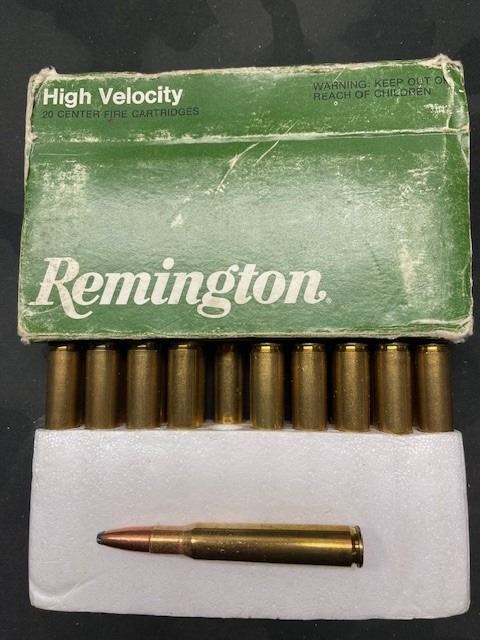 High Velocity
20 CENTER FIRE CARTRIDGES
WARNING: KEEP OUT OF
REACH OF CHILDREN
Remington®